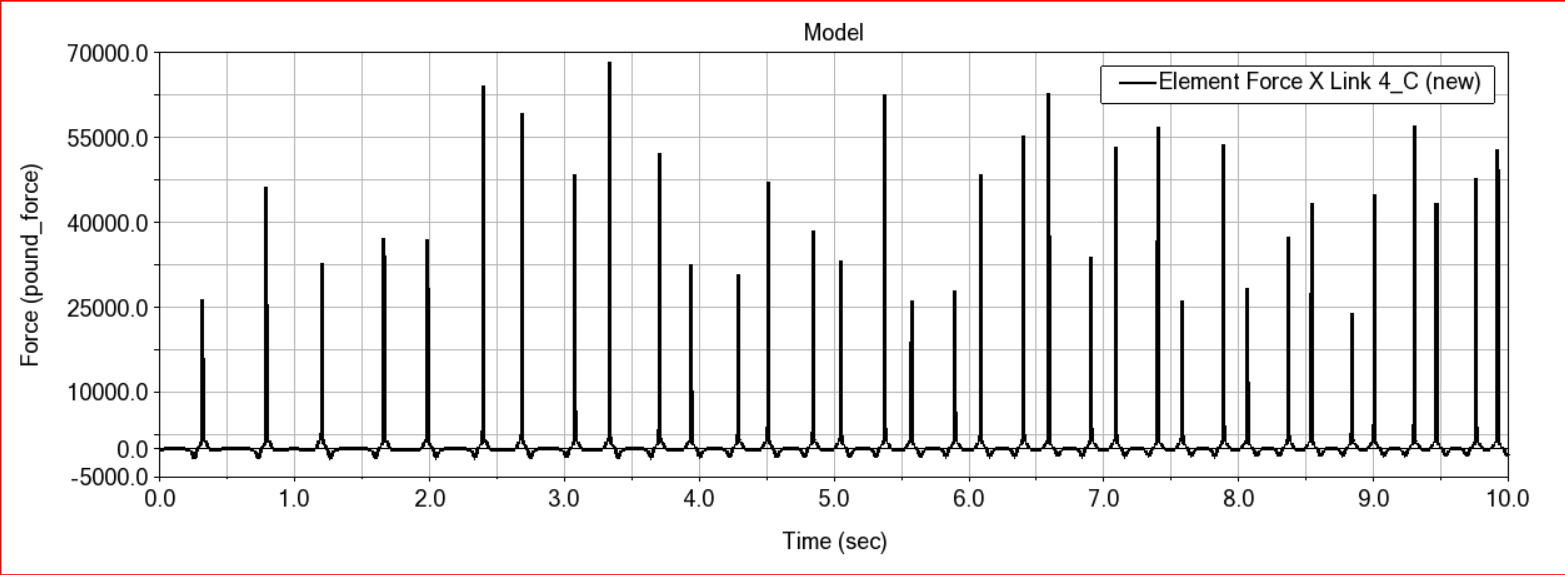 Model
Element Force X Link 4_C (new)
Force (pound_force)
70000.0
55000.0
40000.0
25000.0
10000.0
0.0
-5000.0
0.0 1.0 2.0 3.0 4.0 5.0 6.0 7.0 8.0 9.0 10.0
Time (sec)